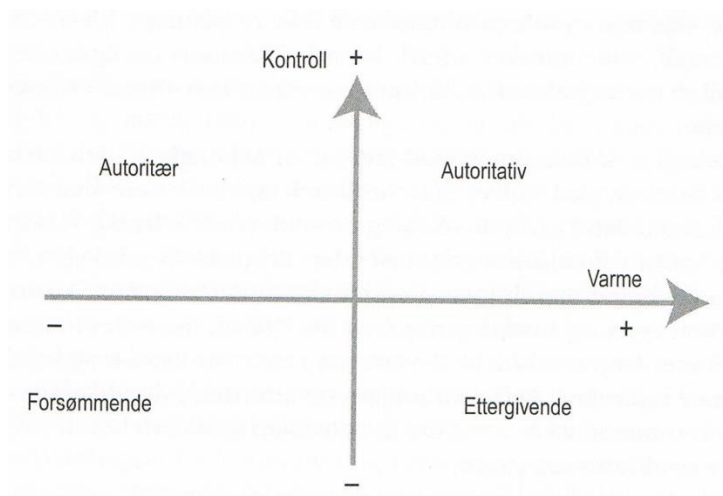 Kontroll +
Autoritær Autoritativ
Varme
– +
Forsømmende Ettergivende
–